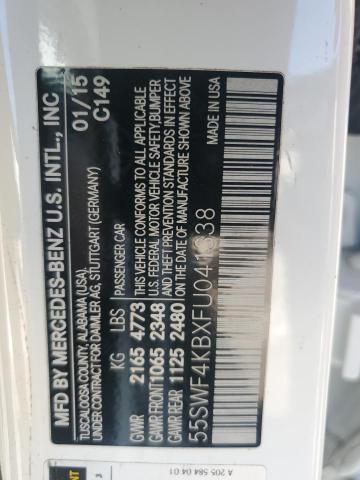 MFD BY MERCEDES-BENZ U.S. INTL., INC.
TUSCALOOSA COUNTY, ALABAMA (USA),
UNDER CONTRACT FOR DAIMLER AG, STUTTGART (GERMANY)
01/15
C149
KG LBS PASSENGER CAR
GVWR 2165 4773
GAWR FRONT 1065 2348
GAWR REAR 1125 2480
THIS VEHICLE CONFORMS TO ALL APPLICABLE
U.S. FEDERAL MOTOR VEHICLE SAFETY, BUMPER
AND THEFT PREVENTION STANDARDS IN EFFECT
ON THE DATE OF MANUFACTURE SHOWN ABOVE.
MADE IN USA
A 205 584 04 01